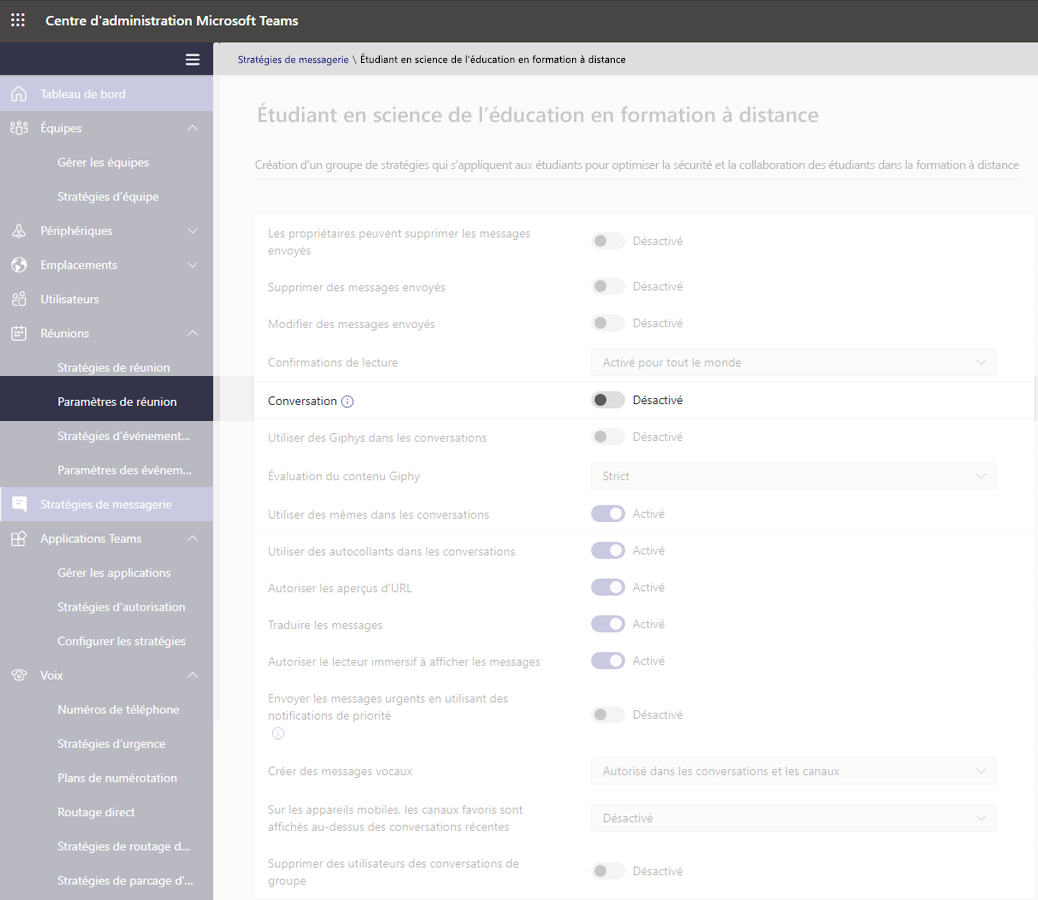 Centre d'administration Microsoft Teams
Stratégies de messagerie \ Étudiant en science de l'éducation en formation à distance
Tableau de bord
Équipes
Gérer les équipes
Stratégies d'équipe
Périphériques
Emplacements
Utilisateurs
Réunions
Stratégies de réunion
Paramètres de réunion
Stratégies d'événement...
Paramètres des événem...
Stratégies de messagerie
Applications Teams
Gérer les applications
Stratégies d'autorisation
Configurer les stratégies
Voix
Numéros de téléphone
Stratégies d'urgence
Plans de numérotation
Routage direct
Stratégies de routage d...
Stratégies de parcage d'...
Étudiant en science de l'éducation en formation à distance
Création d'un groupe de stratégies qui s'appliquent aux étudiants pour optimiser la sécurité et la collaboration des étudiants dans la formation à distance
Les propriétaires peuvent supprimer les messages
envoyés
Désactivé
Supprimer des messages envoyés
Désactivé
Modifier des messages envoyés
Désactivé
Confirmations de lecture
Activé pour tout le monde
Conversation
Désactivé
Utiliser des Giphys dans les conversations
Désactivé
Évaluation du contenu Giphy
Strict
Utiliser des mèmes dans les conversations
Activé
Utiliser des autocollants dans les conversations
Activé
Autoriser les aperçus d'URL
Activé
Traduire les messages
Activé
Autoriser le lecteur immersif à afficher les messages
Activé
Envoyer les messages urgents en utilisant des
notifications de priorité
Désactivé
Créer des messages vocaux
Autorisé dans les conversations et les canaux
Sur les appareils mobiles, les canaux favoris sont
affichés au-dessus des conversations récentes
Désactivé
Supprimer des utilisateurs des conversations de
groupe
Désactivé